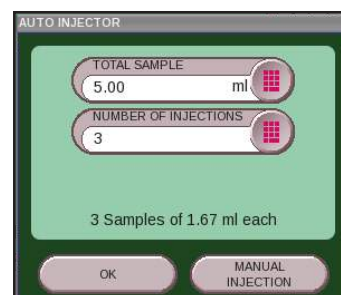 AUTO INJECTOR
TOTAL SAMPLE
5.00 ml
NUMBER OF INJECTIONS
3
3 Samples of 1.67 ml each
OK
MANUAL
INJECTION